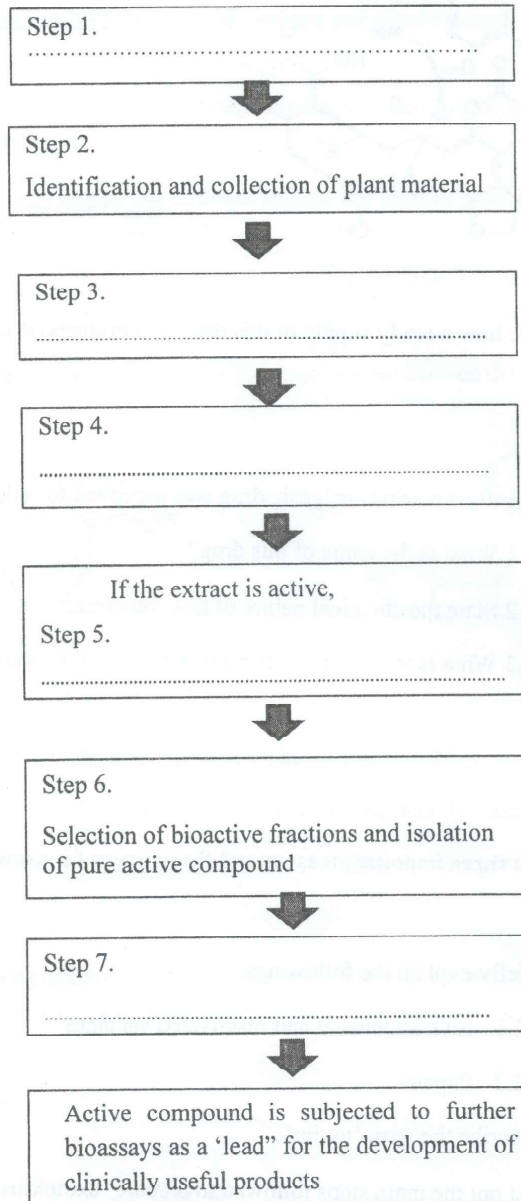 Step 1.
Step 2.
Identification and collection of plant material
Step 3.
Step 4.
If the extract is active,
Step 5.
Step 6.
Selection of bioactive fractions and isolation
of pure active compound
Step 7.
Active compound is subjected to further
bioassays as a ‘lead” for the development of
clinically useful products